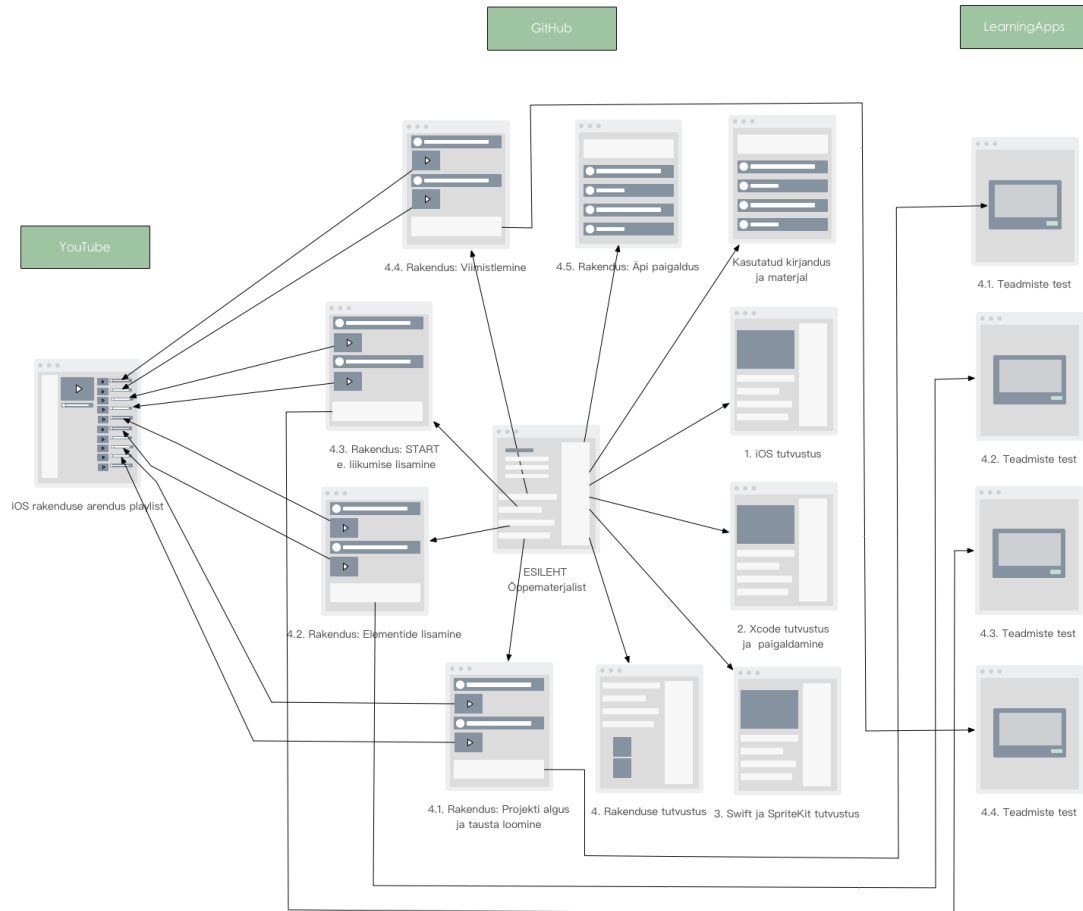 GitHub
LearningApps
YouTube
4.4. Rakendus: Viimistlemine
4.5. Rakendus: Äpi paigaldus
Kasutatud kirjandus
ja materjal
4.1. Teadmiste test
4.3. Rakendus: START
e. liikumise lisamine
1. iOS tutvustus
4.2. Teadmiste test
iOS rakenduse arendus playlist
ESILEHT
Õppematerjalist
4.2. Rakendus: Elementide lisamine
2. Xcode tutvustus
ja paigaldamine
4.3. Teadmiste test
4.1. Rakendus: Projekti algus
ja tausta loomine
4. Rakenduse tutvustus
3. Swift ja SpriteKit tutvustus
4.4. Teadmiste test